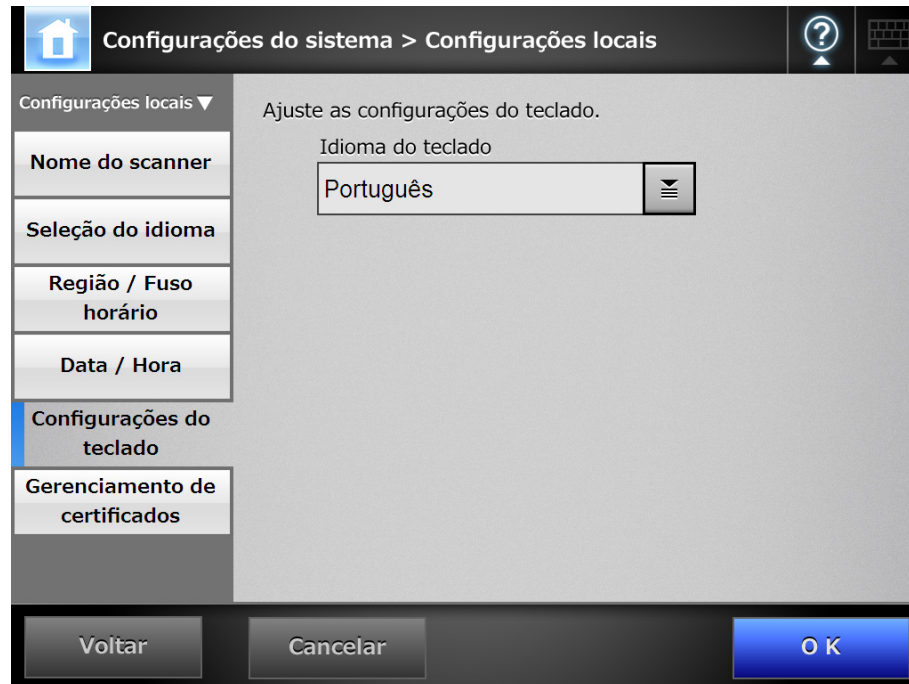 Configurações do sistema > Configurações locais
?
Configurações locais ▼
Nome do scanner
Seleção do idioma
Região / Fuso
horário
Data / Hora
Configurações do
teclado
Gerenciamento de
certificados
Ajuste as configurações do teclado.
Idioma do teclado
Português
Voltar
Cancelar
O K